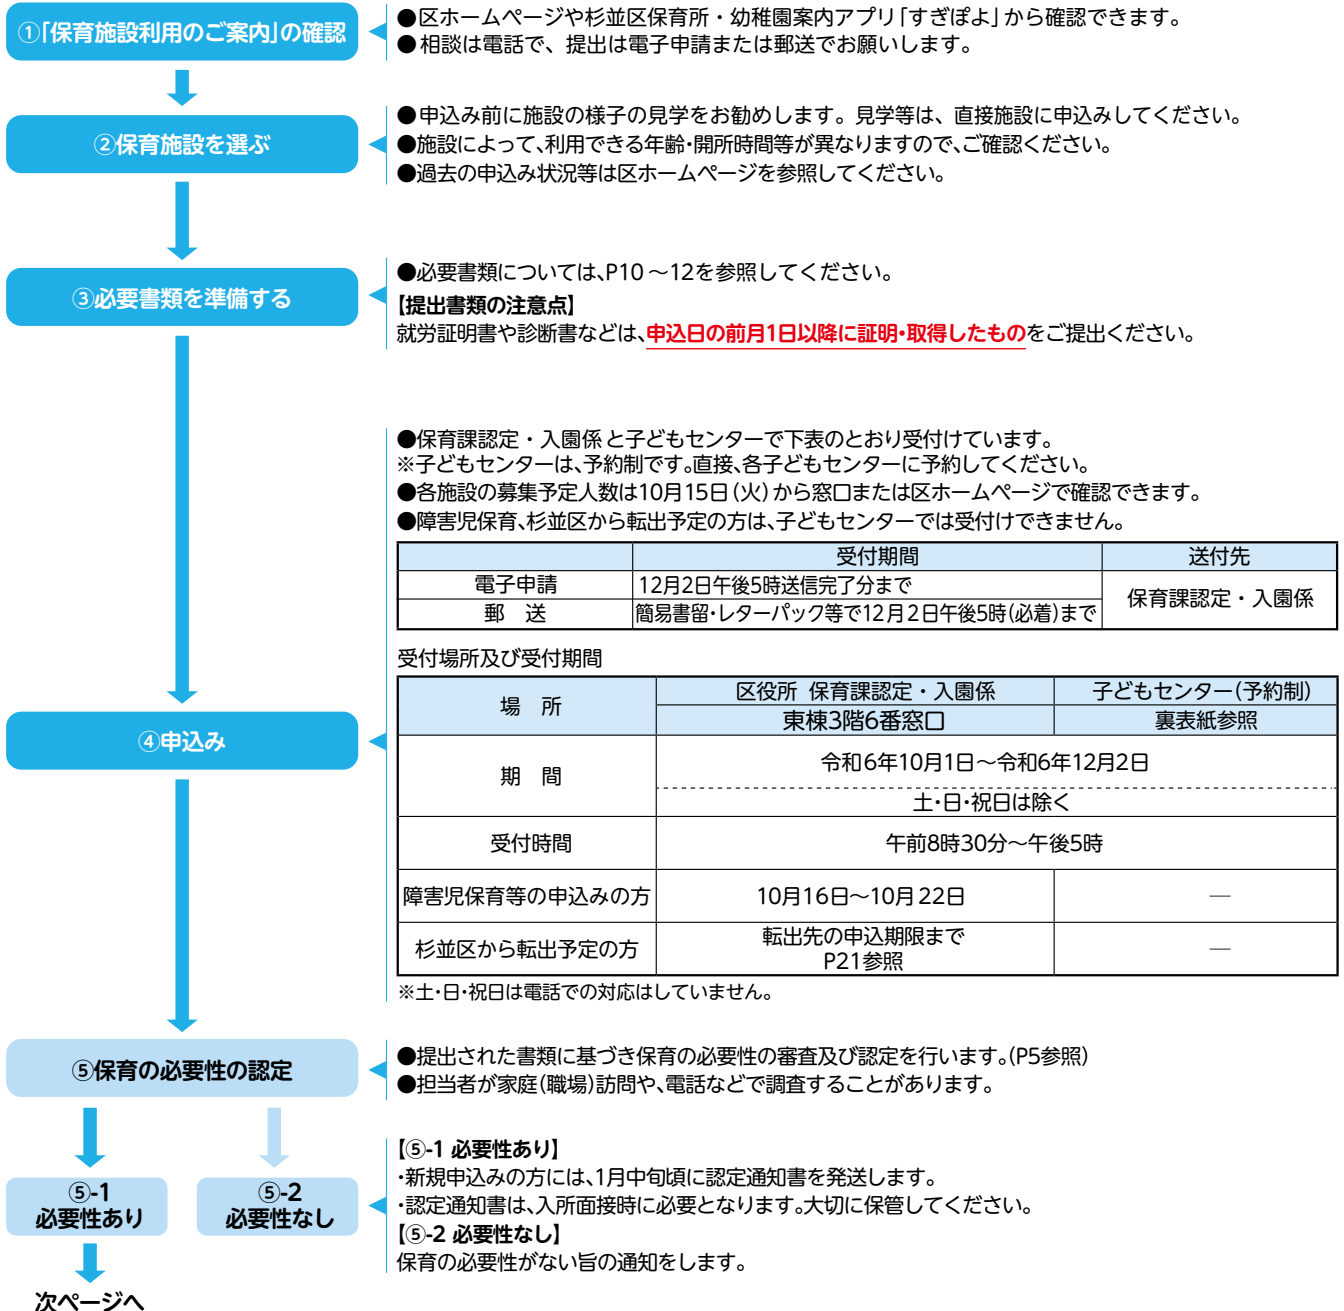 ①「保育施設利用のご案内」の確認
●区ホームページや杉並区保育所・幼稚園案内アプリ「すぎぽよ」から確認できます。
●相談は電話で、提出は電子申請または郵送でお願いします。
②保育施設を選ぶ
●申込み前に施設の様子の見学をお勧めします。見学等は、直接施設に申込みしてください。
●施設によって、利用できる年齢・開所時間等が異なりますので、ご確認ください。
●過去の申込み状況等は区ホームページを参照してください。
③必要書類を準備する
●必要書類については、P10～12を参照してください。
【提出書類の注意点】
就労証明書や診断書などは、申込日の前月1日以降に証明・取得したものをご提出ください。
④申込み
●保育課認定・入園係と子どもセンターで下表のとおり受付けています。
※子どもセンターは、予約制です。直接、各子どもセンターに予約してください。
●各施設の募集予定人数は10月15日（火）から窓口または区ホームページで確認できます。
●障害児保育、杉並区から転出予定の方は、子どもセンターでは受付けできません。
受付期間 送付先
電子申請 12月2日午後5時送信完了分まで 保育課認定・入園係
郵　送 簡易書留・レターパック等で12月2日午後5時（必着）まで
受付場所及び受付期間
場　所 区役所 保育課認定・入園係 子どもセンター（予約制）
東棟3階6番窓口 裏表紙参照
期　間 令和6年10月1日～令和6年12月2日
土・日・祝日は除く
受付時間 午前8時30分～午後5時
障害児保育等の申込みの方 10月16日～10月22日 ―
杉並区から転出予定の方 転出先の申込期限まで ―
P21参照
※土・日・祝日は電話での対応はしていません。
⑤保育の必要性の認定
●提出された書類に基づき保育の必要性の審査及び認定を行います。(P5参照)
●担当者が家庭(職場)訪問や、電話などで調査することがあります。
⑤-1
必要性あり
⑤-2
必要性なし
【⑤-1 必要性あり】
・新規申込みの方には、1月中旬頃に認定通知書を発送します。
・認定通知書は、入所面接時に必要となります。大切に保管してください。
【⑤-2 必要性なし】
保育の必要性がない旨の通知をします。
次ページへ